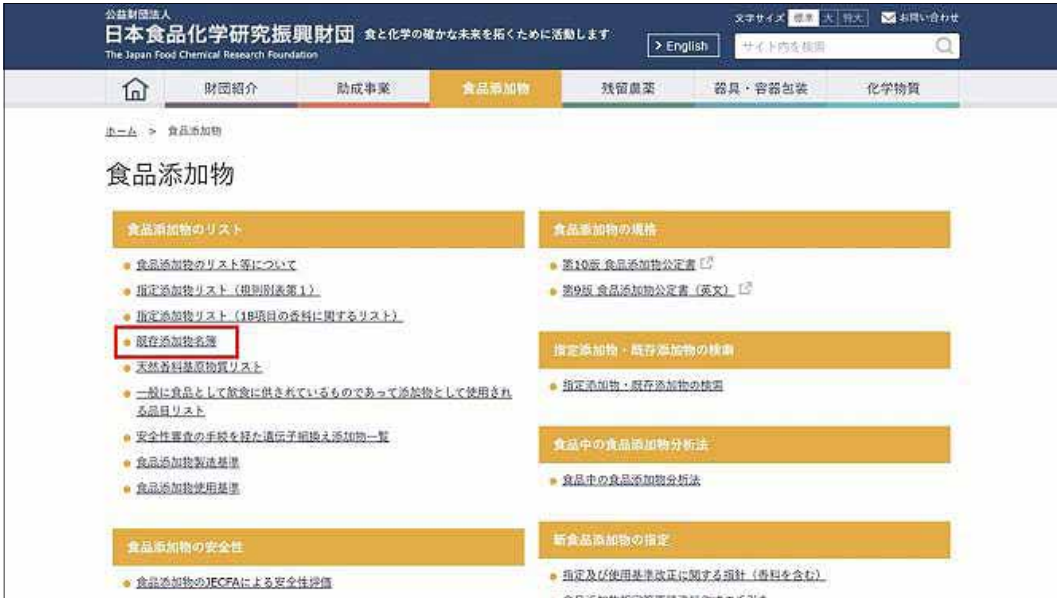 公益財団法人
日本食品化学研究振興財団 食と化学の確かな未来を拓くために活動します
The Japan Food Chemical Research Foundation
文字サイズ 標準 大 特大 お問い合わせ
> English サイト内を検索
財団紹介 助成事業 食品添加物 残留農薬 器具・容器包装 化学物質
ホーム > 食品添加物
食品添加物
食品添加物のリスト
食品添加物のリスト等について
指定添加物リスト（規則別表第1）
指定添加物リスト（18項目の香料に関するリスト）
既存添加物名簿
天然香料基原物質リスト
一般に食品として飲食に供されているものであって添加物として使用され
る品目リスト
安全性審査の手続を経た遺伝子組換え添加物一覧
食品添加物製造基準
食品添加物使用基準
食品添加物の安全性
食品添加物のJECFAによる安全性評価
食品添加物の規格
第10版 食品添加物公定書
第9版 食品添加物公定書（英文）
指定添加物・既存添加物の検索
指定添加物・既存添加物の検索
食品中の食品添加物分析法
食品中の食品添加物分析法
新食品添加物の指定
指定及び使用基準改正に関する指針（香料を含む）